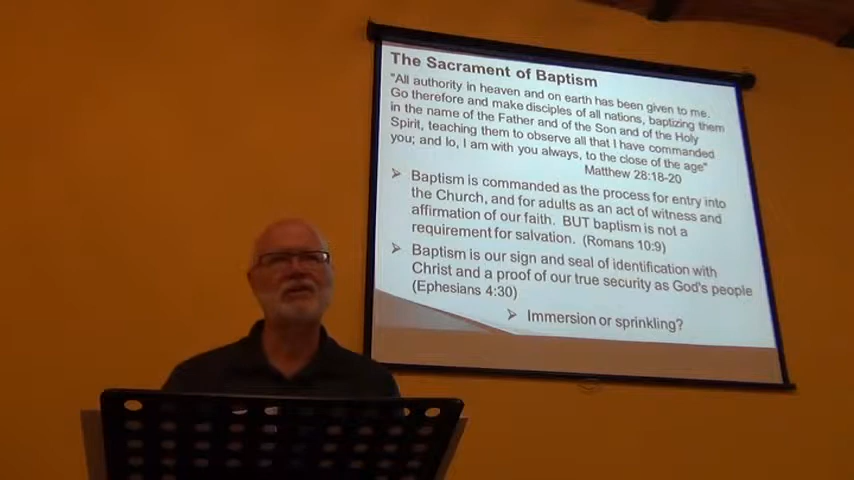 The Sacrament of Baptism
"All authority in heaven and on earth has been given to me.
Go therefore and make disciples of all nations, baptizing them
in the name of the Father and of the Son and of the Holy
Spirit, teaching them to observe all that I have commanded
you; and lo, I am with you always, to the close of the age"
Matthew 28:18-20
Baptism is commanded as the process for entry into
the Church, and for adults as an act of witness and
affirmation of our faith. BUT baptism is not a
requirement for salvation. (Romans 10:9)
Baptism is our sign and seal of identification with
Christ and a proof of our true security as God's people
(Ephesians 4:30)
Immersion or sprinkling?